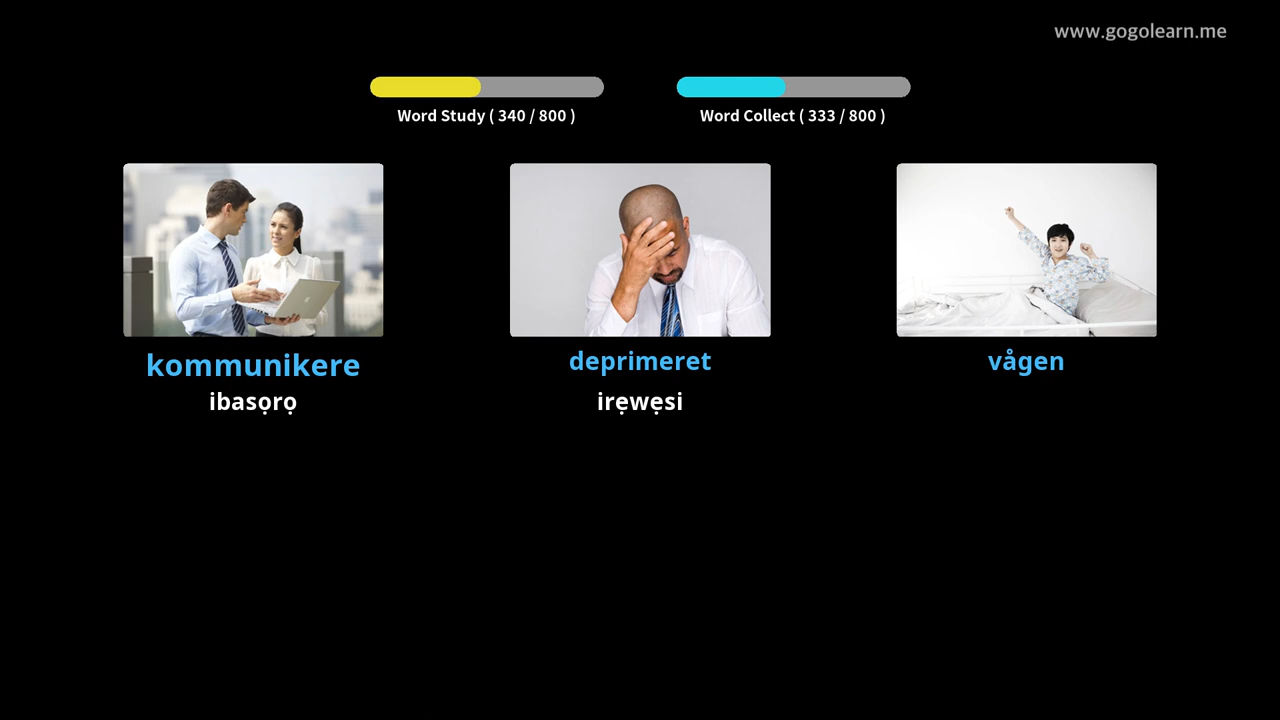 www.gogolearn.me
Word Study ( 340 / 800 )
Word Collect ( 333 / 800 )
kommunikere
ibasọrọ
deprimeret
irẹwẹsi
vågen